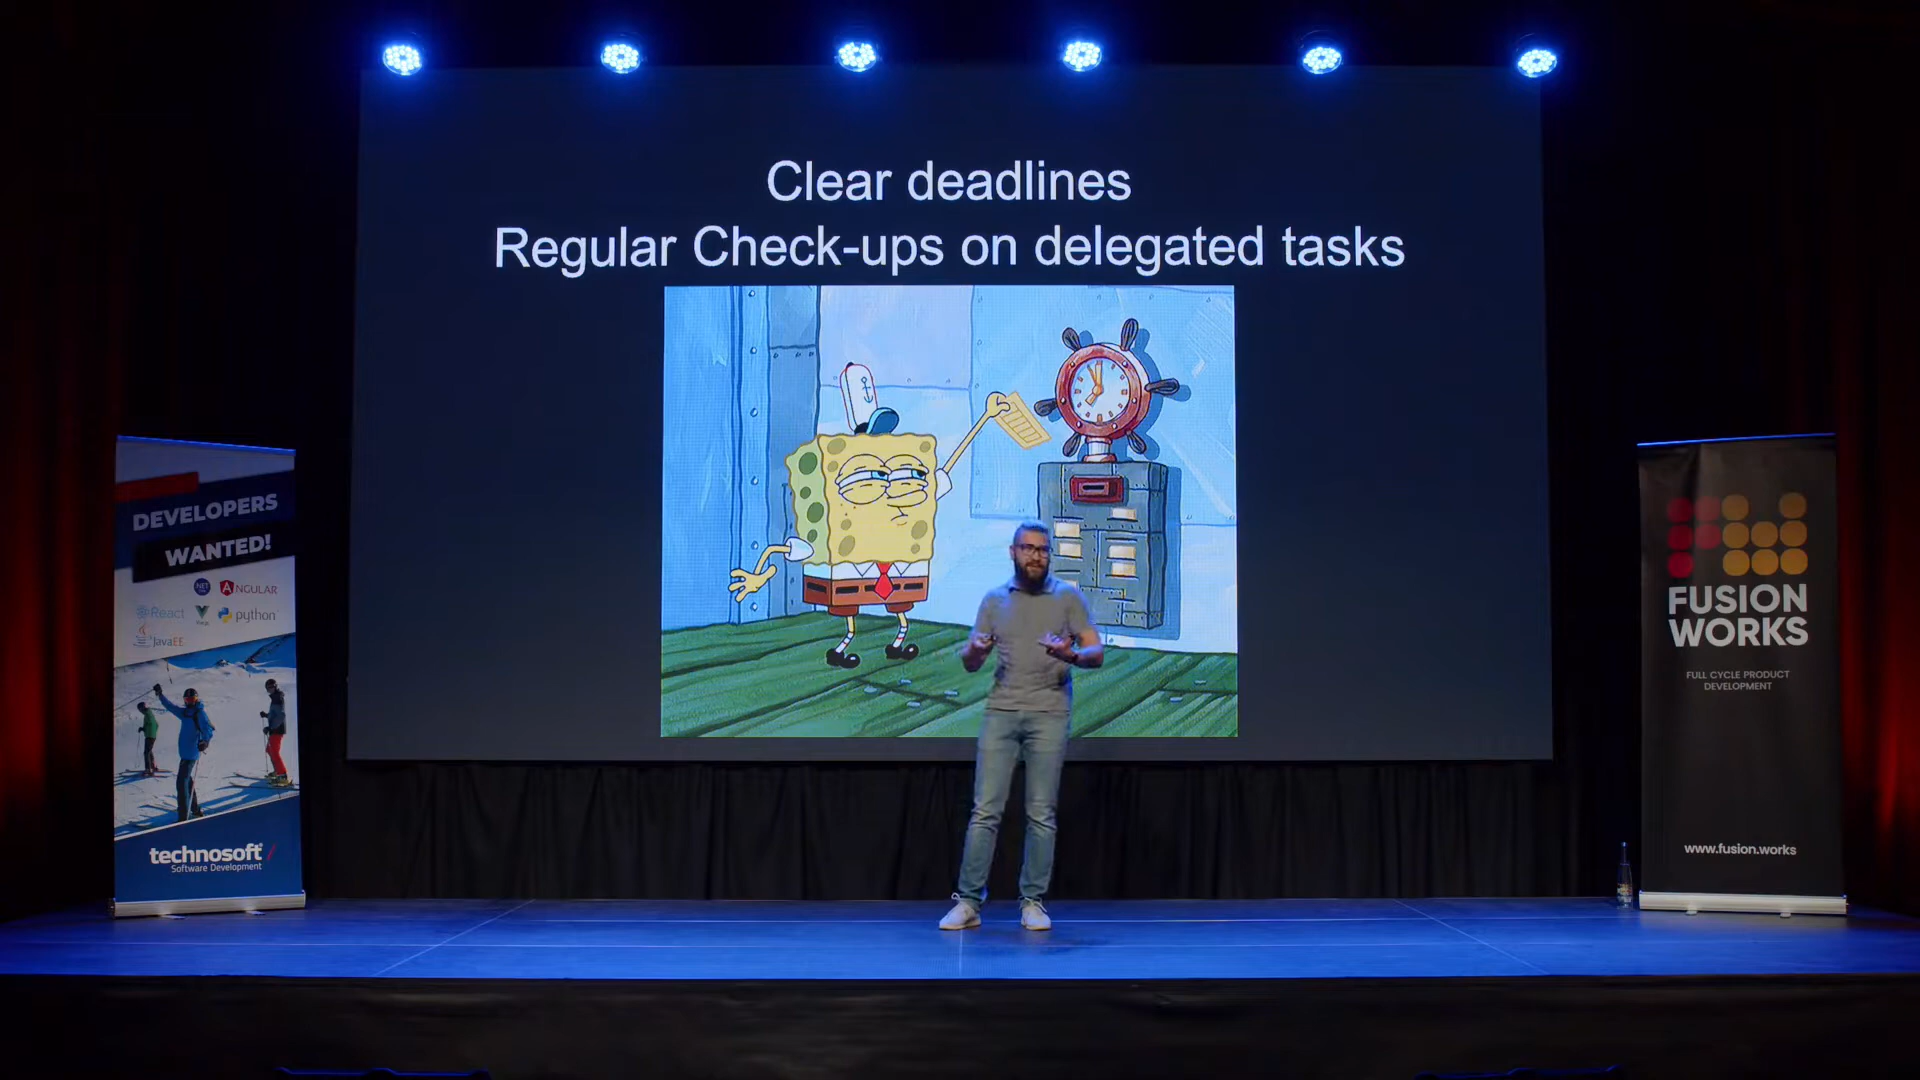 Clear deadlines
Regular Check-ups on delegated tasks
DEVELOPERS
WANTED!
.NET
ANGULAR
React
python
JavaEE
technosoft
Software Development
FUSION
WORKS
FULL CYCLE PRODUCT
DEVELOPMENT
www.fusion.works